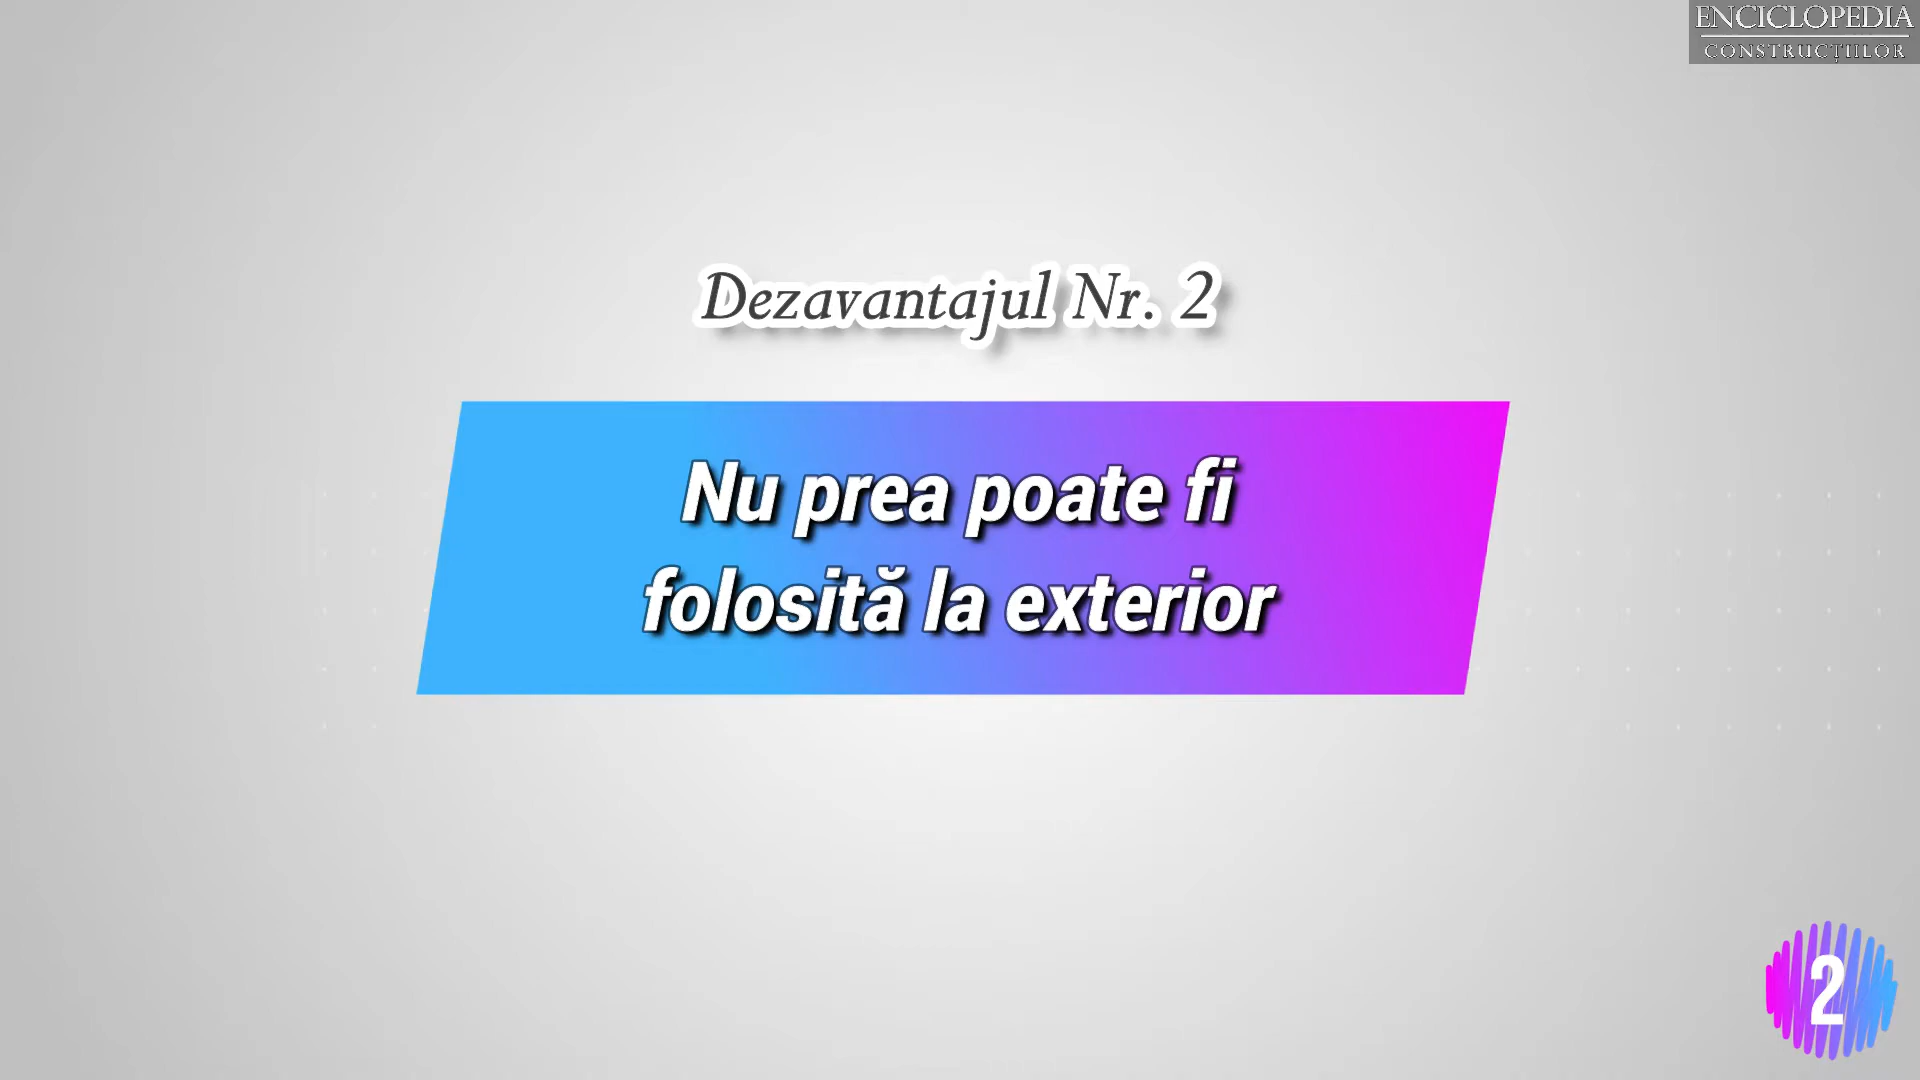 ENCICLOPEDIA
CONSTRUCȚIILOR
Dezavantajul Nr. 2
Nu prea poate fi
folosită la exterior
2